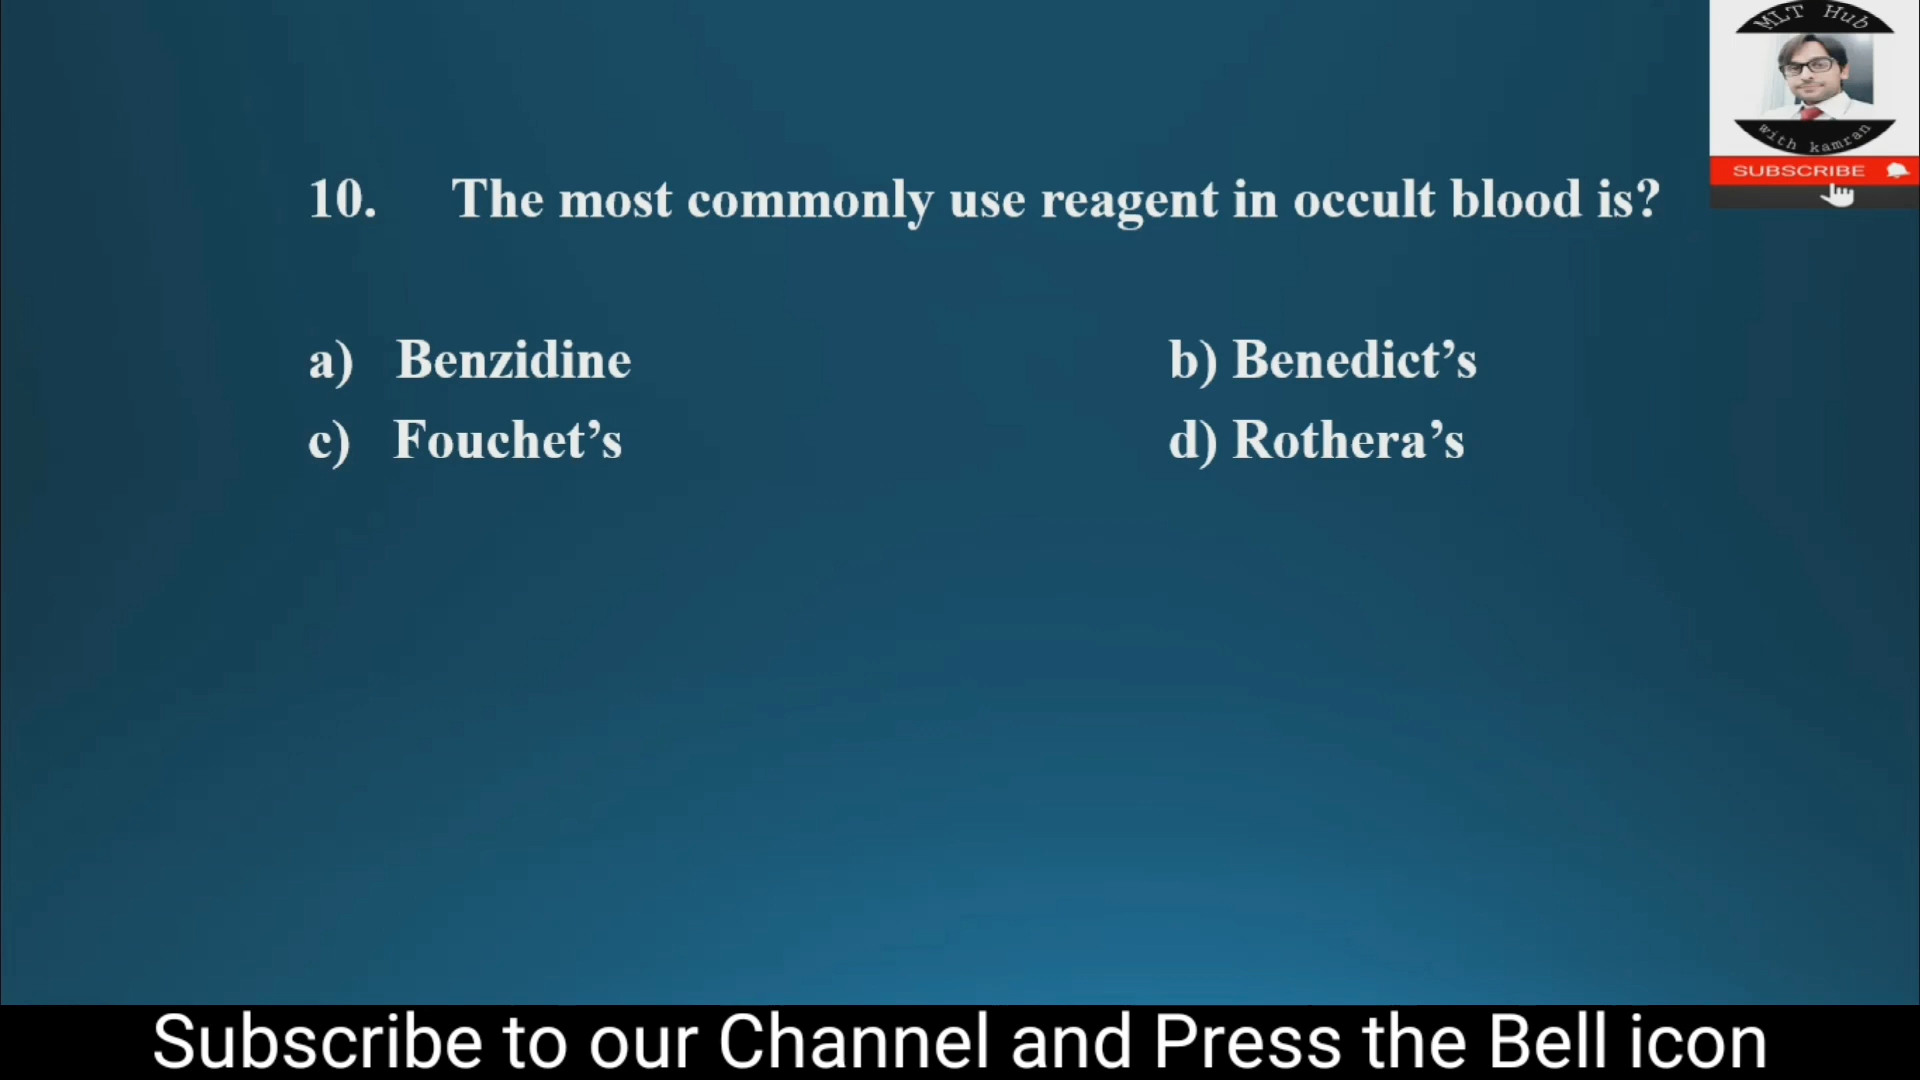 MLT Hub
with kamran
SUBSCRIBE
10. The most commonly use reagent in occult blood is?
a) Benzidine b) Benedict’s
c) Fouchet’s d) Rothera’s
Subscribe to our Channel and Press the Bell icon